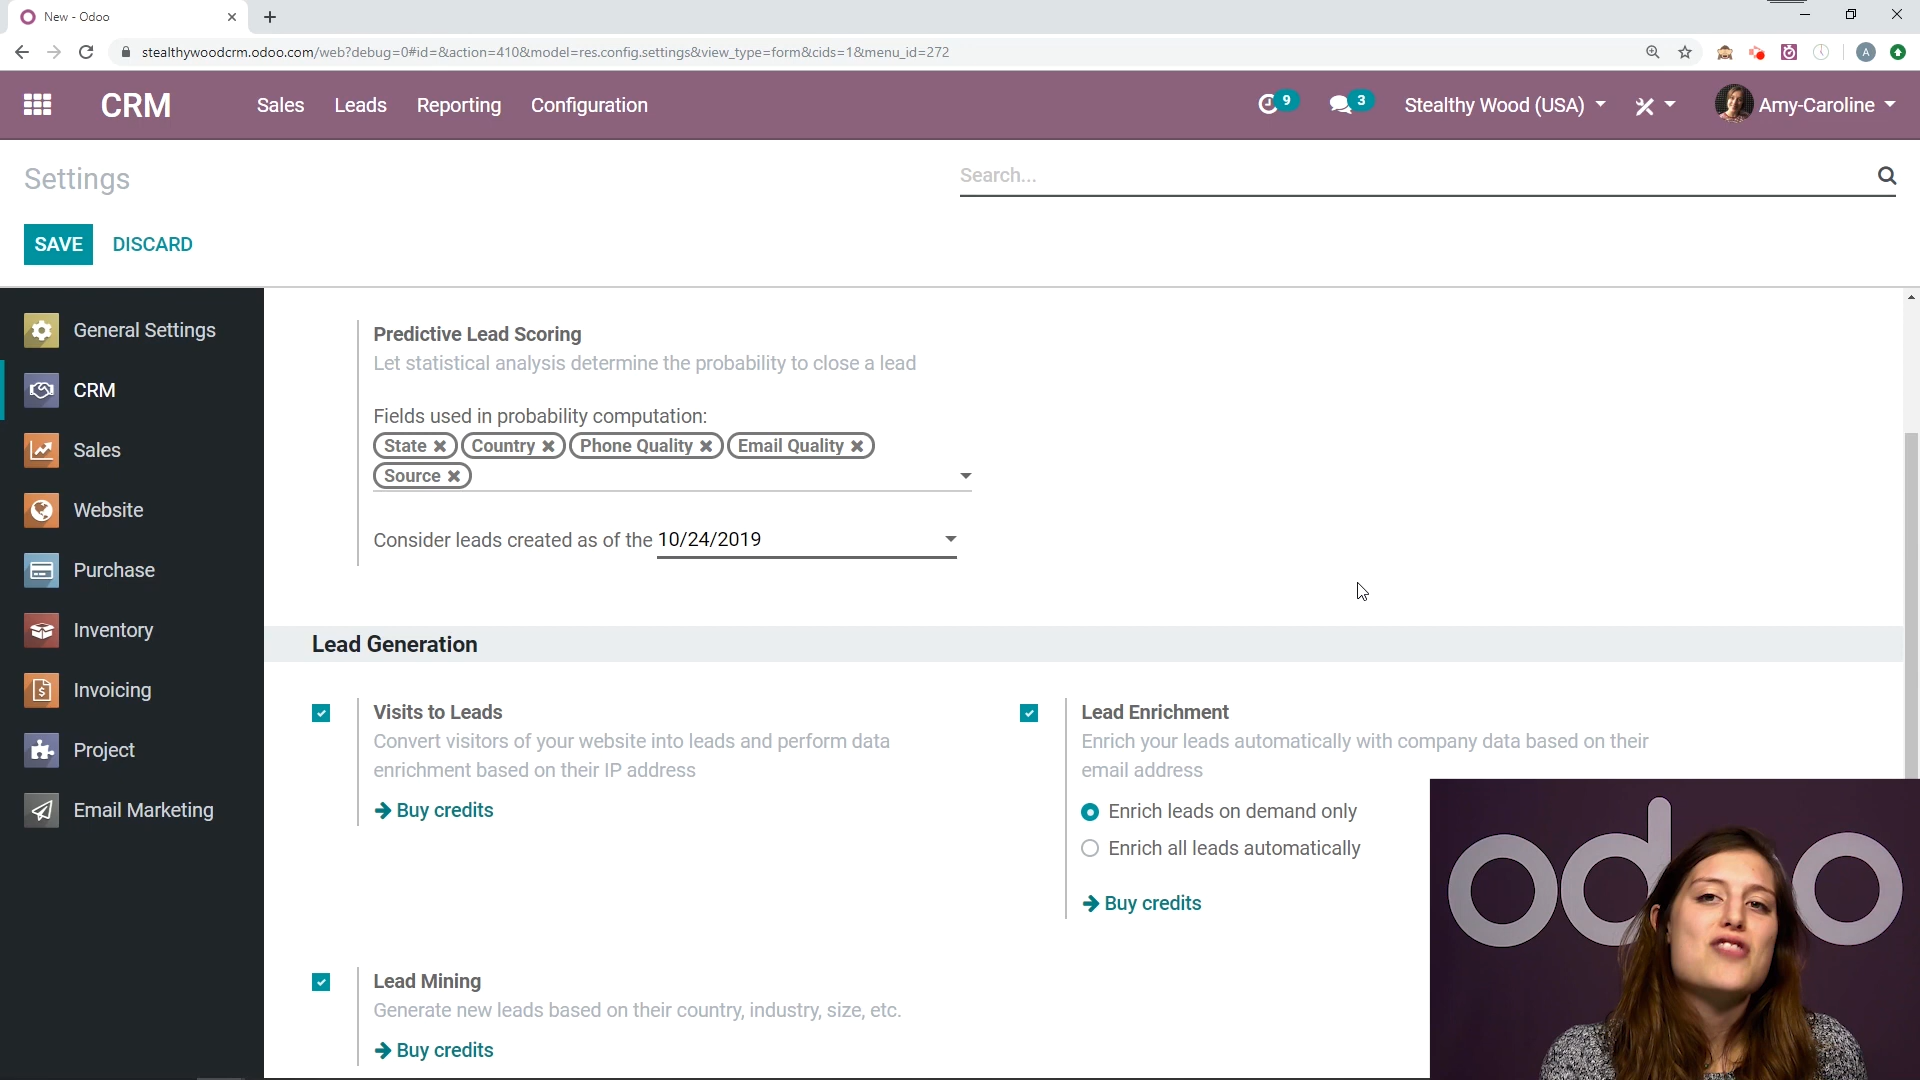 New - Odoo
stealthywoodcrm.odoo.com/web?debug=0#id=&action=410&model=res.config.settings&view_type=form&cids=1&menu_id=272
A
CRM Sales Leads Reporting Configuration 9 3 Stealthy Wood (USA) Amy-Caroline
Settings Search...
SAVE DISCARD
General Settings
CRM
Sales
Website
Purchase
Inventory
Invoicing
Project
Email Marketing
Predictive Lead Scoring
Let statistical analysis determine the probability to close a lead
Fields used in probability computation:
State Country Phone Quality Email Quality
Source
Consider leads created as of the 10/24/2019
Lead Generation
Visits to Leads
Convert visitors of your website into leads and perform data
enrichment based on their IP address
Buy credits
Lead Enrichment
Enrich your leads automatically with company data based on their
email address
Enrich leads on demand only
Enrich all leads automatically
Buy credits
Lead Mining
Generate new leads based on their country, industry, size, etc.
Buy credits
odoo